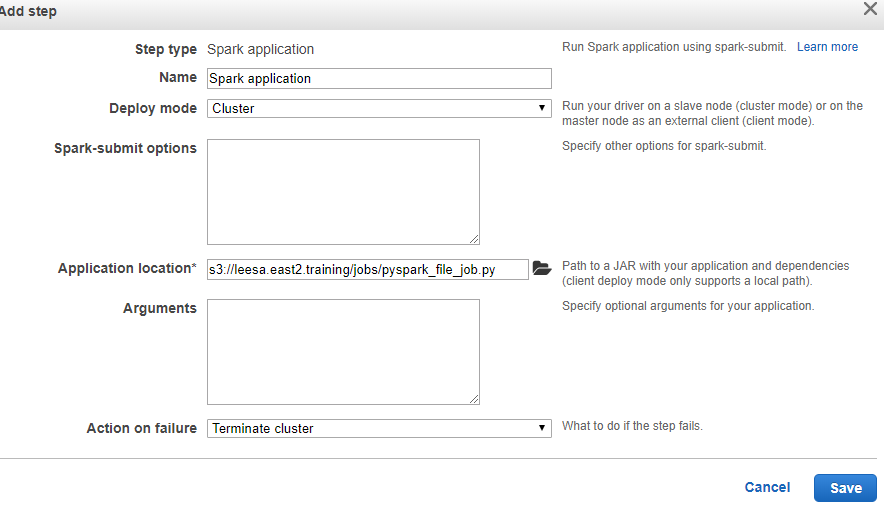 Add step
Step type Spark application Run Spark application using spark-submit. Learn more
Name Spark application
Deploy mode Cluster Run your driver on a slave node (cluster mode) or on the
master node as an external client (client mode).
Spark-submit options Specify other options for spark-submit.
Application location* s3://leesa.east2.training/jobs/pyspark_file_job.py Path to a JAR with your application and dependencies
(client deploy mode only supports a local path).
Arguments Specify optional arguments for your application.
Action on failure Terminate cluster What to do if the step fails.
Cancel Save